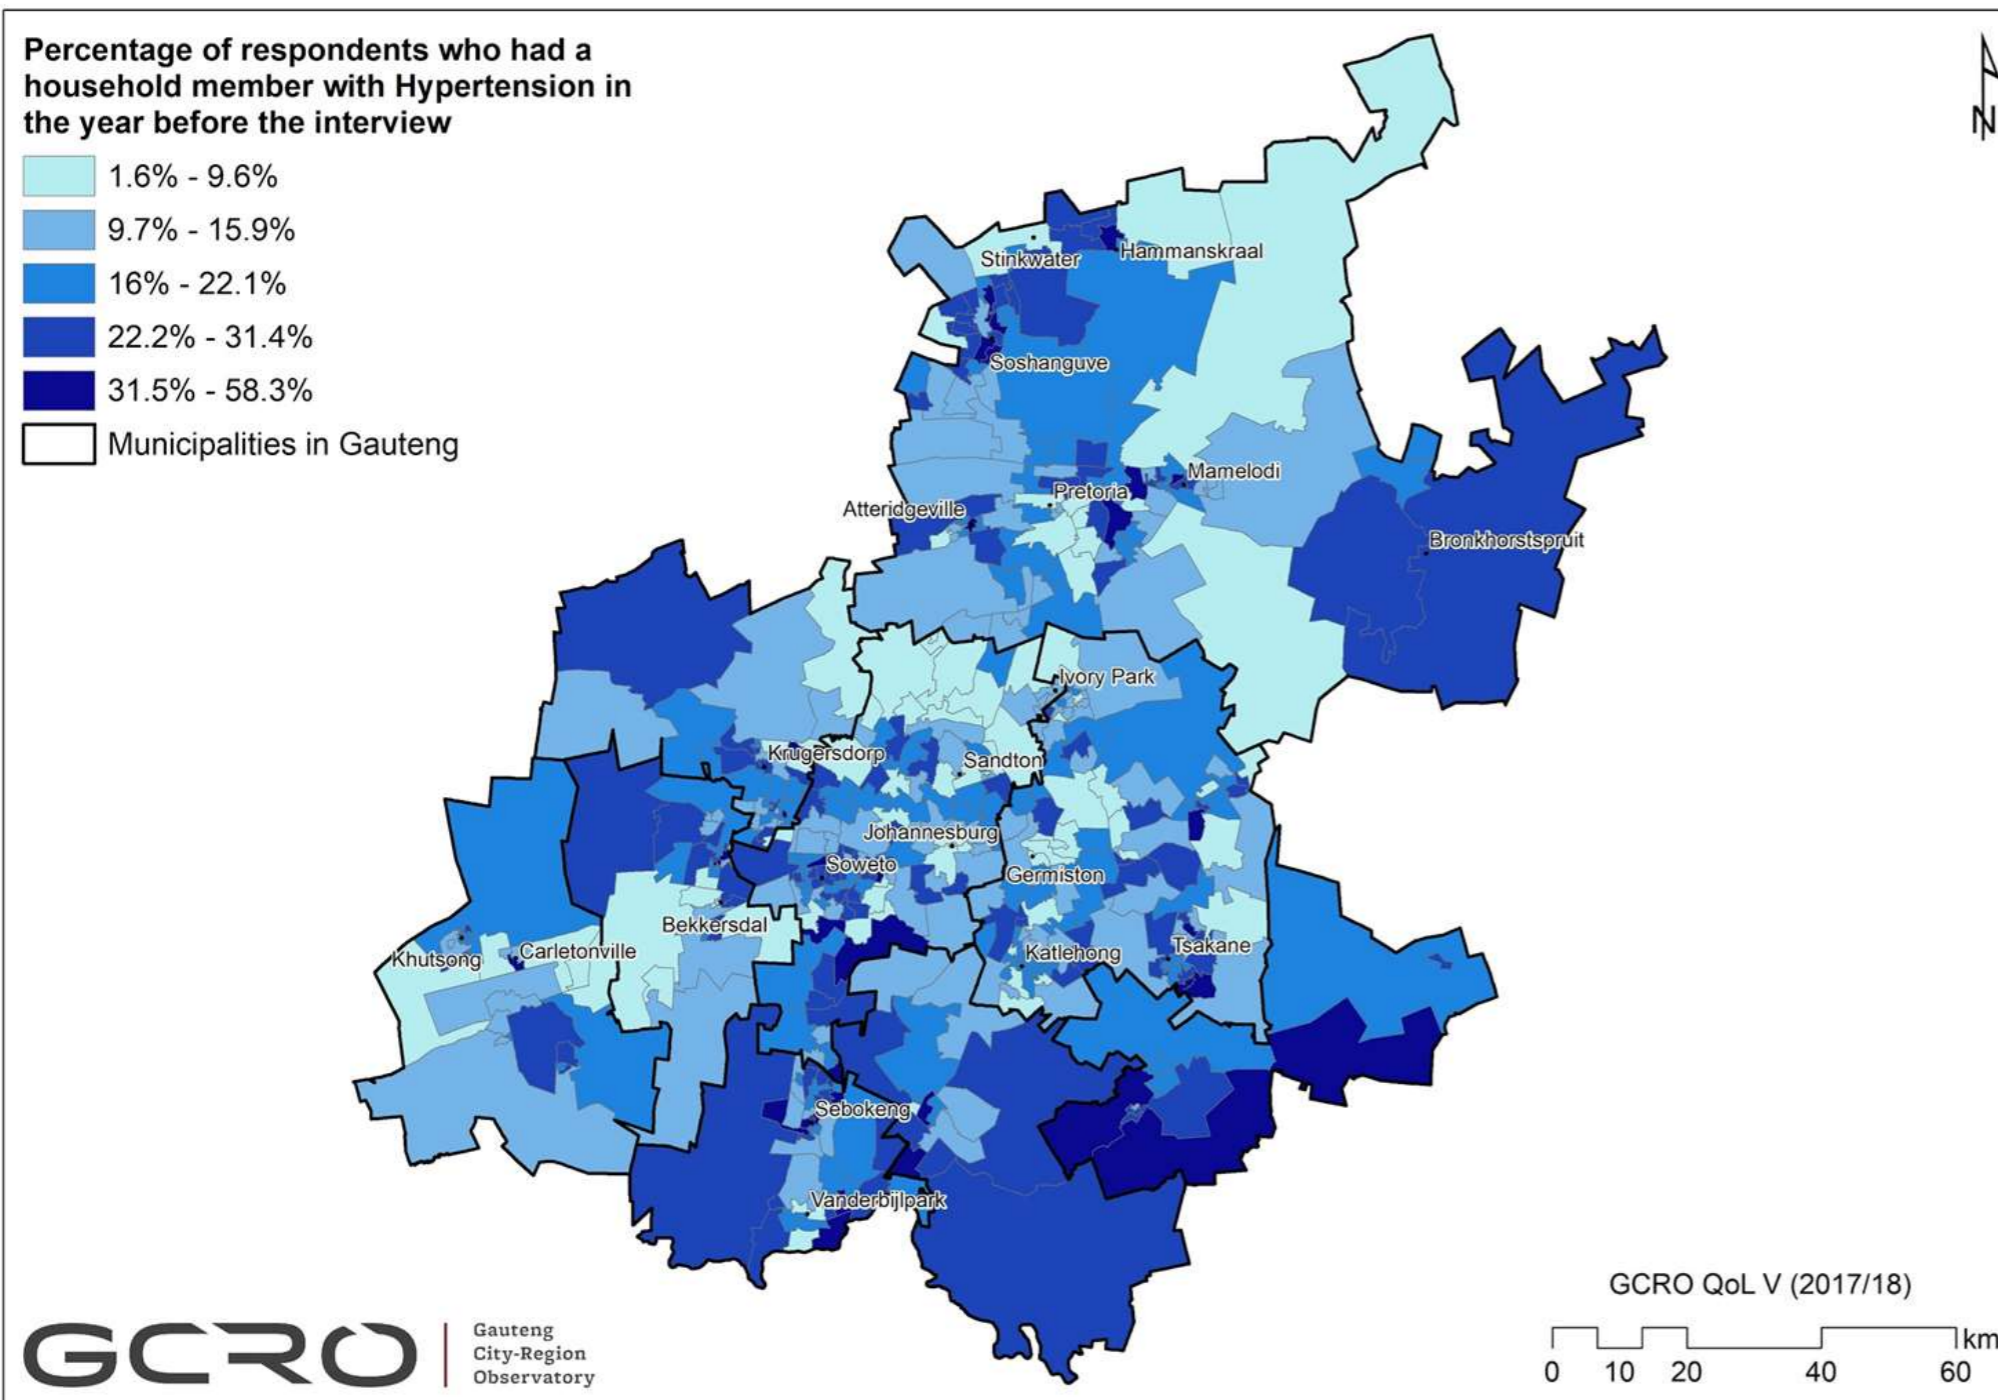 Percentage of respondents who had a
household member with Hypertension in
the year before the interview
1.6% - 9.6%
9.7% - 15.9%
16% - 22.1%
22.2% - 31.4%
31.5% - 58.3%
Municipalities in Gauteng
N
Stinkwater
Hammanskraal
Soshanguve
Mamelodi
Pretoria
Atteridgeville
Bronkhorstspruit
Ivory Park
Krugersdorp
Sandton
Johannesburg
Soweto
Germiston
Bekkersdal
Carletonville
Khutsong
Katlehong
Tsakane
Sebokeng
Vanderbijlpark
GCRO
Gauteng
City-Region
Observatory
GCRO QoL V (2017/18)
km
0 10 20 40 60